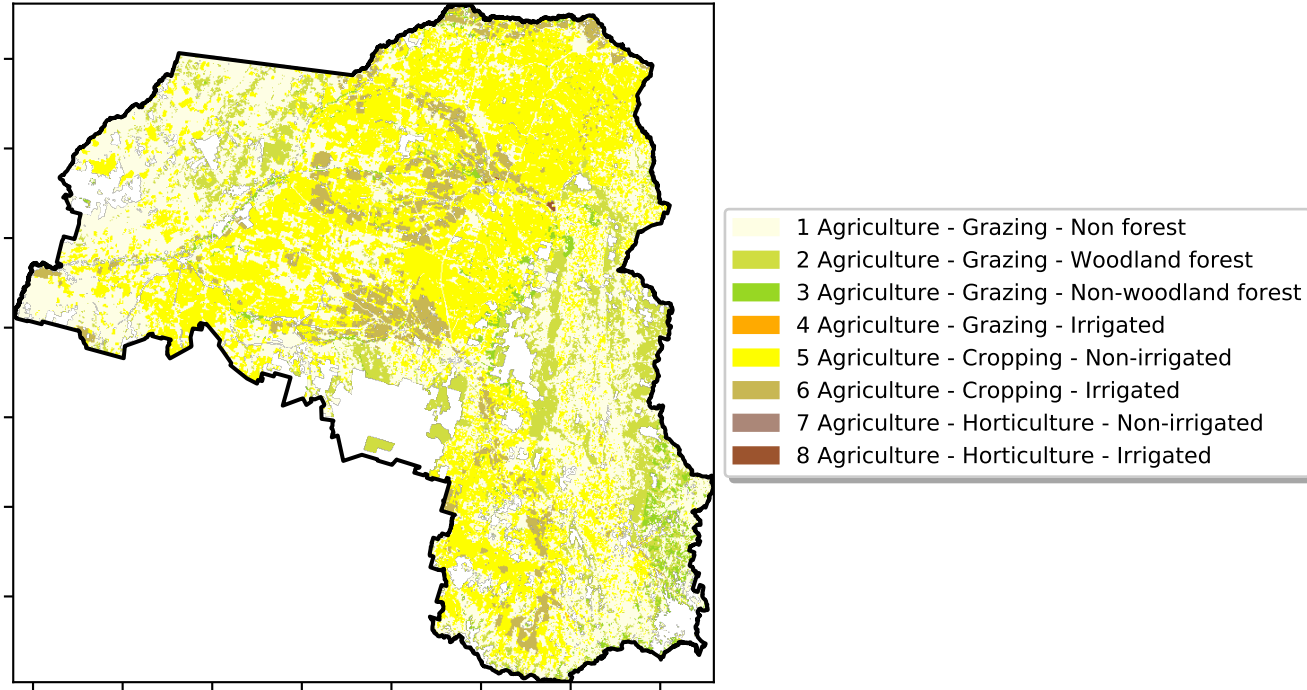 1 Agriculture - Grazing - Non forest
2 Agriculture - Grazing - Woodland forest
3 Agriculture - Grazing - Non-woodland forest
4 Agriculture - Grazing - Irrigated
5 Agriculture - Cropping - Non-irrigated
6 Agriculture - Cropping - Irrigated
7 Agriculture - Horticulture - Non-irrigated
8 Agriculture - Horticulture - Irrigated